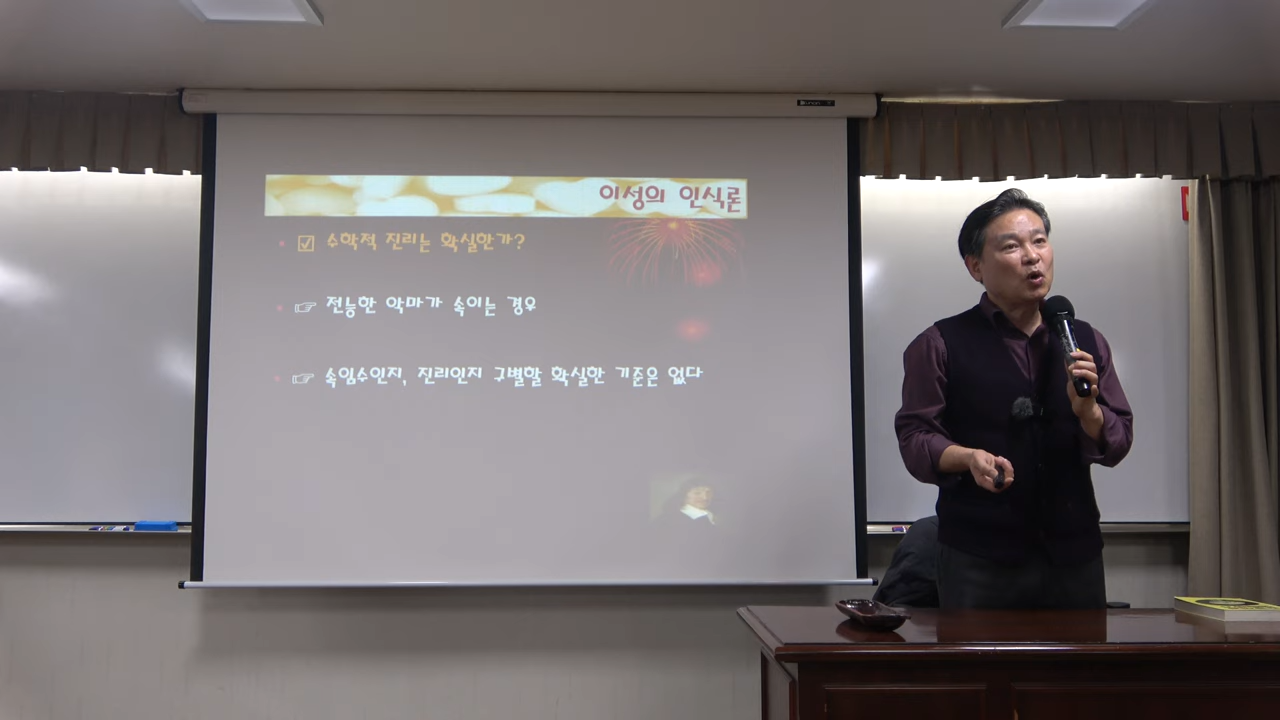 이성의 인식론
수학적 진리는 확실한가?
전능한 악마가 속이는 경우
속임수인지, 진리인지 구별할 확실한 기준은 없다